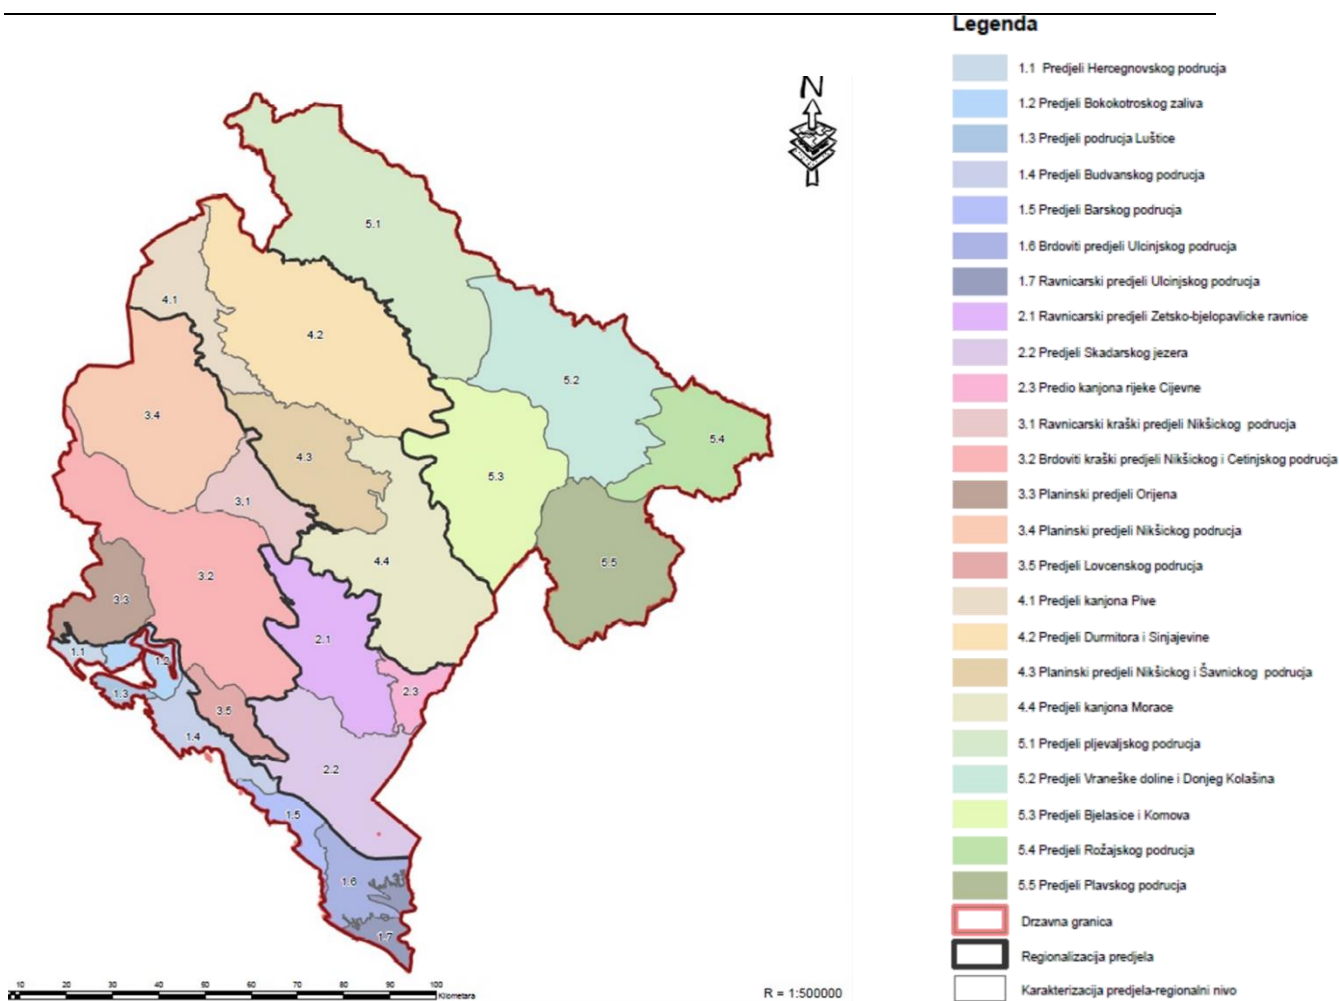 Legenda
1.1 Predjeli Hercegnovskog podrucja
1.2 Predjeli Bokokotroskog zaliva
1.3 Predjeli podrucja Luštice
1.4 Predjeli Budvanskog podrucja
1.5 Predjeli Barskog podrucja
1.6 Brdoviti predjeli Ulcinjskog podrucja
1.7 Ravnicarski predjeli Ulcinjskog podrucja
2.1 Ravnicarski predjeli Zetsko-bjelopavlicke ravnice
2.2 Predjeli Skadarskog jezera
2.3 Predio kanjona rijeke Cijevne
3.1 Ravnicarski kraški predjeli Nikšickog podrucja
3.2 Brdoviti kraški predjeli Nikšickog i Cetinjskog podrucja
3.3 Planinski predjeli Orijena
3.4 Planinski predjeli Nikšickog podrucja
3.5 Predjeli Lovcenskog podrucja
4.1 Predjeli kanjona Pive
4.2 Predjeli Durmitora i Sinjajevine
4.3 Planinski predjeli Nikšickog i Šavnickog podrucja
4.4 Predjeli kanjona Morace
5.1 Predjeli pljevaljskog podrucja
5.2 Predjeli Vraneške doline i Donjeg Kolašina
5.3 Predjeli Bjelasice i Komova
5.4 Predjeli Rožajskog podrucja
5.5 Predjeli Plavskog podrucja
Drzavna granica
Regionalizacija predjela
Karakterizacija predjela-regionalni nivo
N
5.1
4.1
4.2
5.2
3.4
5.4
4.3
5.3
3.1
4.4
5.5
3.2
3.3
2.1
1.1
1.2
2.3
1.3
3.5
1.4
2.2
1.5
1.6
1.7
10 20 30 40 50 60 70 80 90 100
Kilometara
R = 1:500000